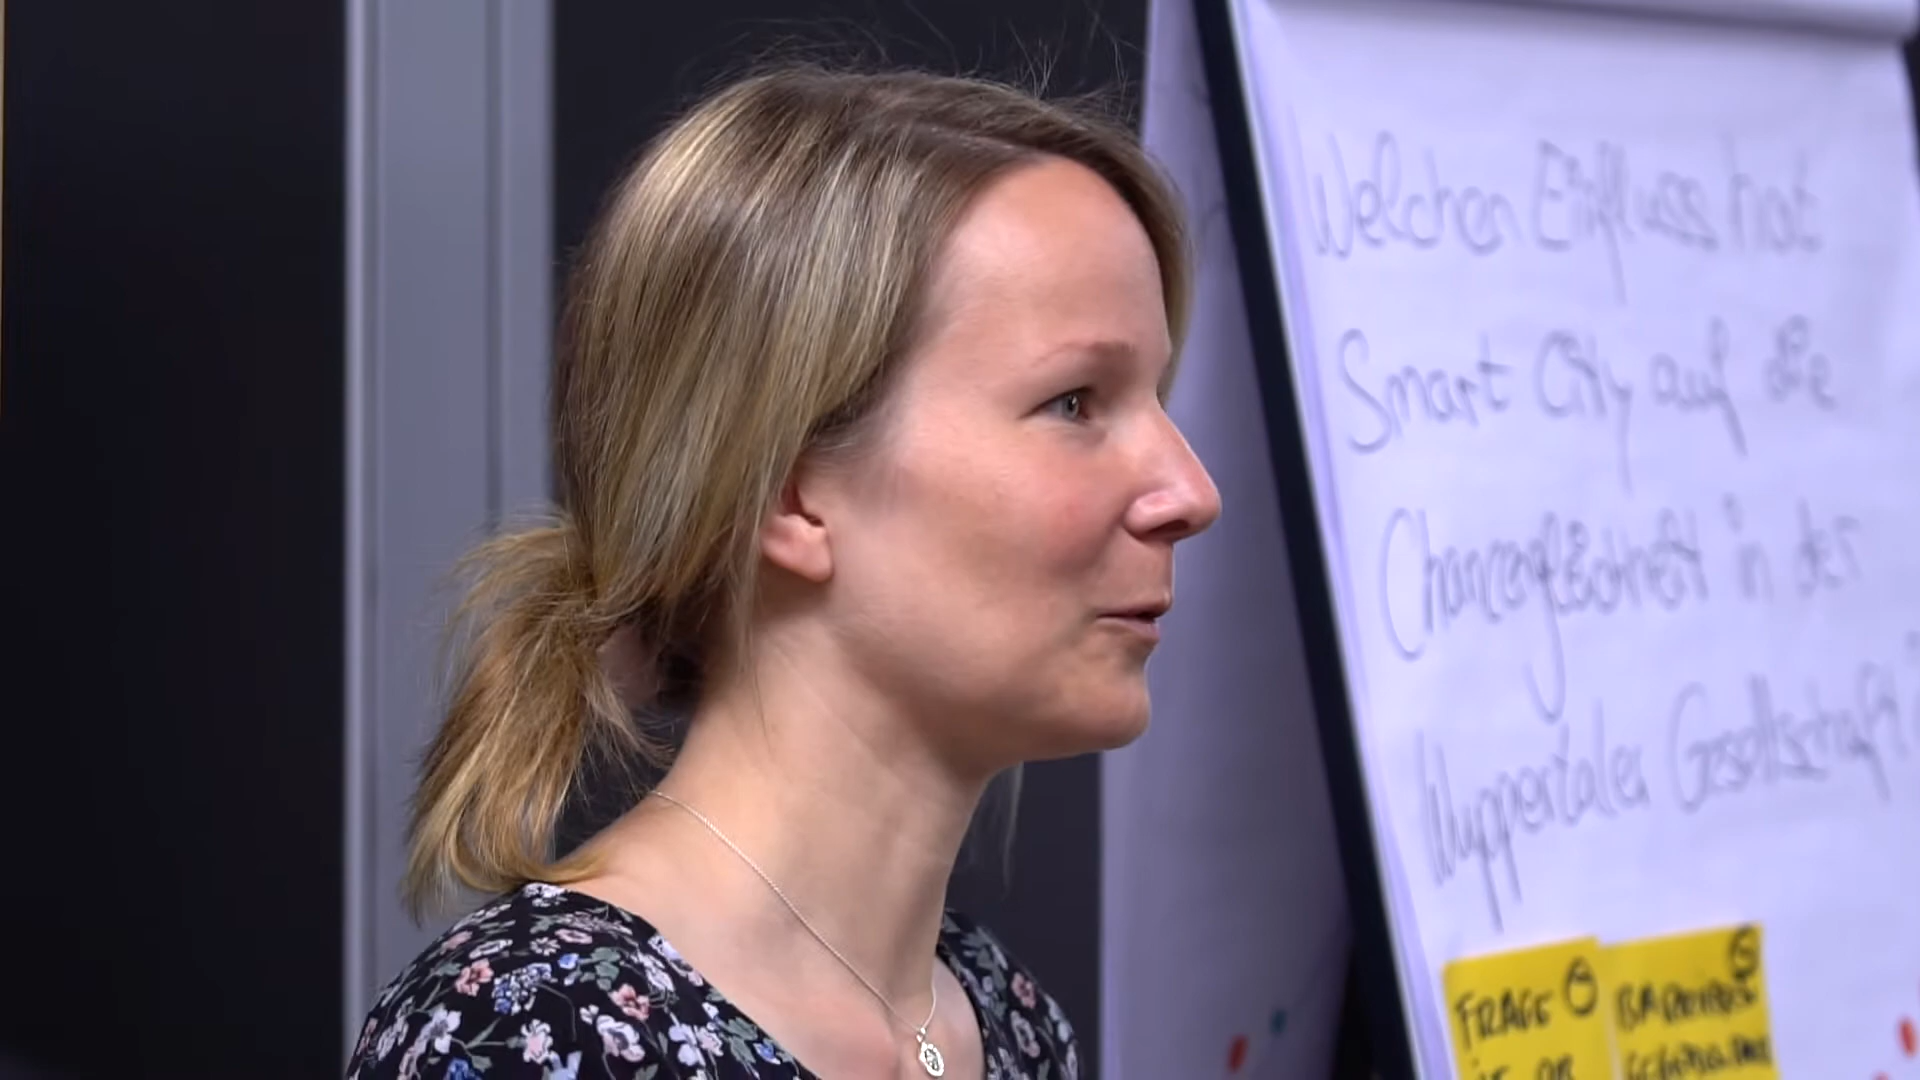 Welchen Einfluss hat
Smart City auf die
Chancengleichheit in der
Wuppertaler Gesellschaft?
FRAGE